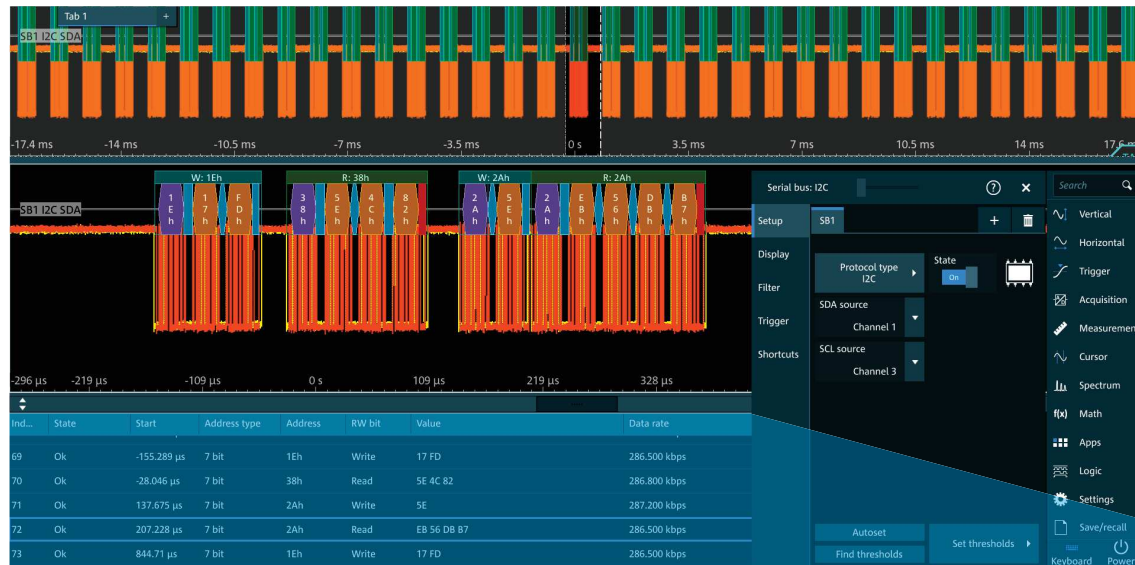 Tab 1 +
SB1 I2C SDA
-17.4 ms -14 ms -10.5 ms -7 ms -3.5 ms 0 s 3.5 ms 7 ms 10.5 ms 14 ms 17.6 m
W: 1Eh R: 38h W: 2Ah R: 2Ah
1Eh 17h FDh 38h 5Eh 4Ch 82h 2Ah 5Eh 2Ah EBh 56h DBh B7h
SB1 I2C SDA
-296 µs -219 µs -109 µs 0 s 109 µs 219 µs 328 µs
Serial bus: I2C ? ×
Setup
Display
Filter
Trigger
Shortcuts
SB1 +
Protocol type
I2C
State
On
SDA source
Channel 1
SCL source
Channel 3
Autoset
Find thresholds
Set thresholds
Search
Vertical
Horizontal
Trigger
Acquisition
Measuremen
Cursor
Spectrum
f(x) Math
Apps
Logic
Settings
Save/recall
Keyboard Power
Ind... State Start Address type Address RW bit Value Data rate
69 Ok -155.289 µs 7 bit 1Eh Write 17 FD 286.500 kbps
70 Ok -28.046 µs 7 bit 38h Read 5E 4C 82 286.800 kbps
71 Ok 137.675 µs 7 bit 2Ah Write 5E 287.200 kbps
72 Ok 207.228 µs 7 bit 2Ah Read EB 56 DB B7 286.500 kbps
73 Ok 844.71 µs 7 bit 1Eh Write 17 FD 286.500 kbps